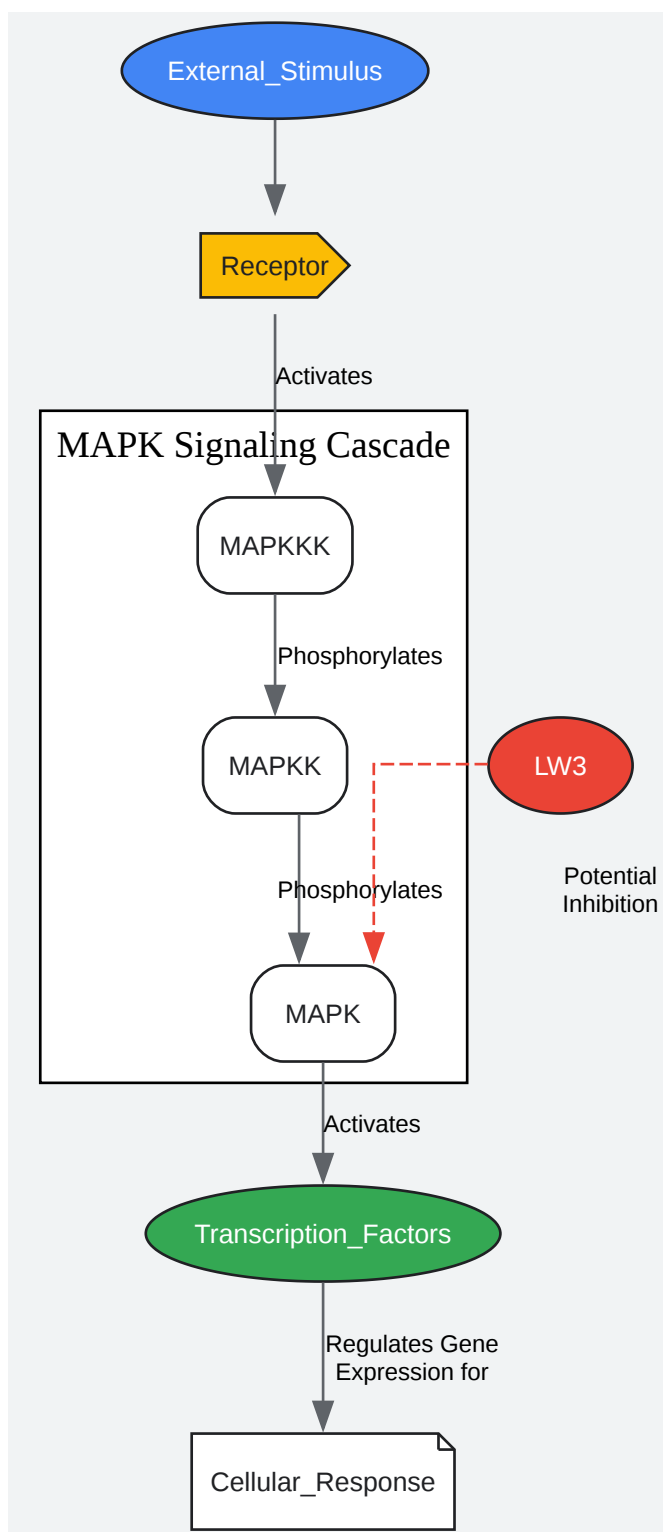 External_Stimulus
Receptor
Activates
MAPK Signaling Cascade
MAPKKK
Phosphorylates
MAPKK
LW3
Phosphorylates
Potential
Inhibition
MAPK
Activates
Transcription_Factors
Regulates Gene
Expression for
Cellular_Response